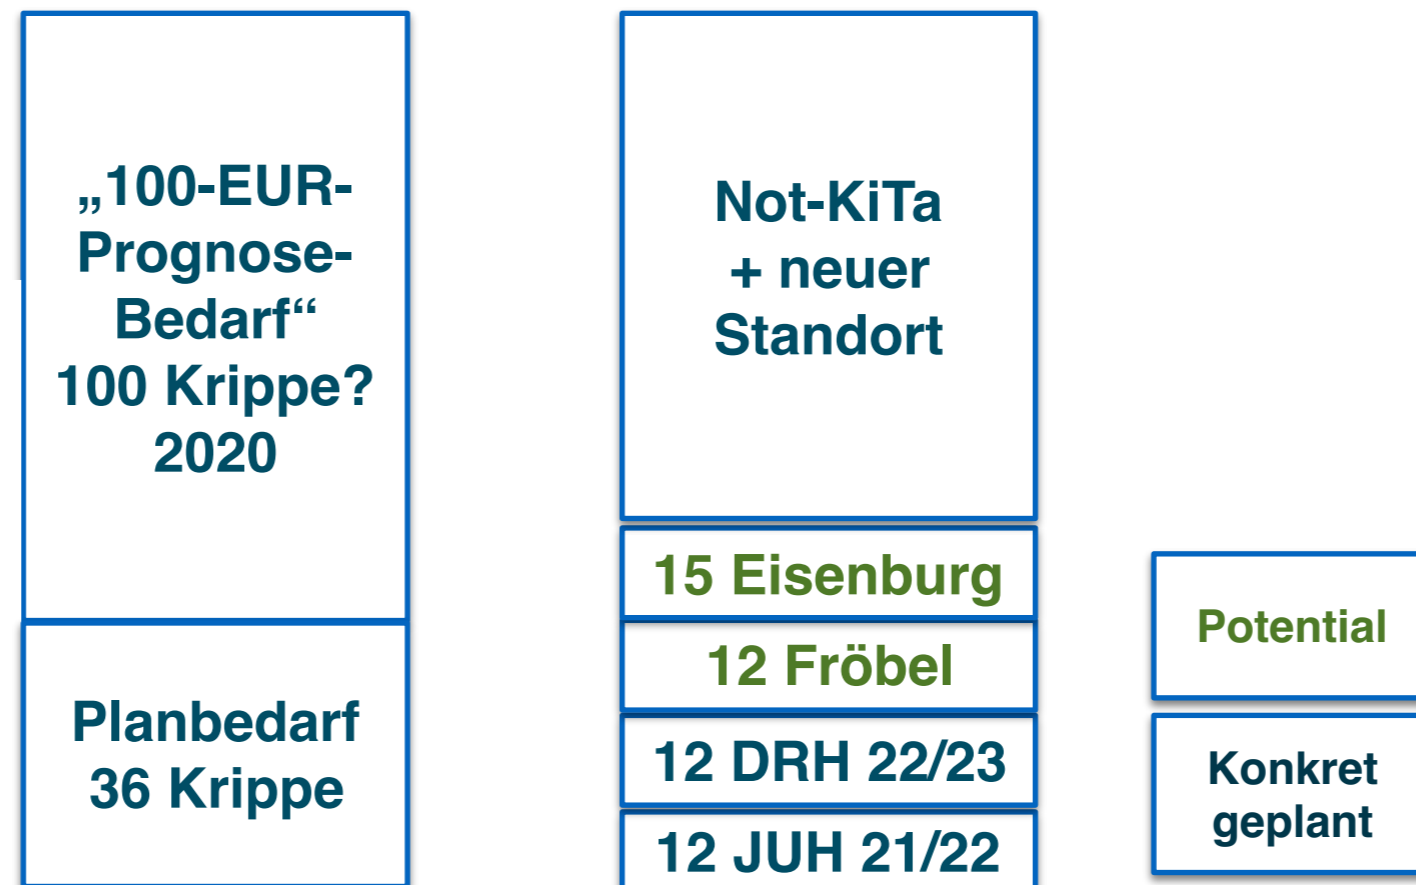 „100-EUR-
Prognose-
Bedarf“
100 Krippe?
2020
Planbedarf
36 Krippe
Not-KiTa
+ neuer
Standort
15 Eisenburg
12 Fröbel
12 DRH 22/23
12 JUH 21/22
Potential
Konkret
geplant